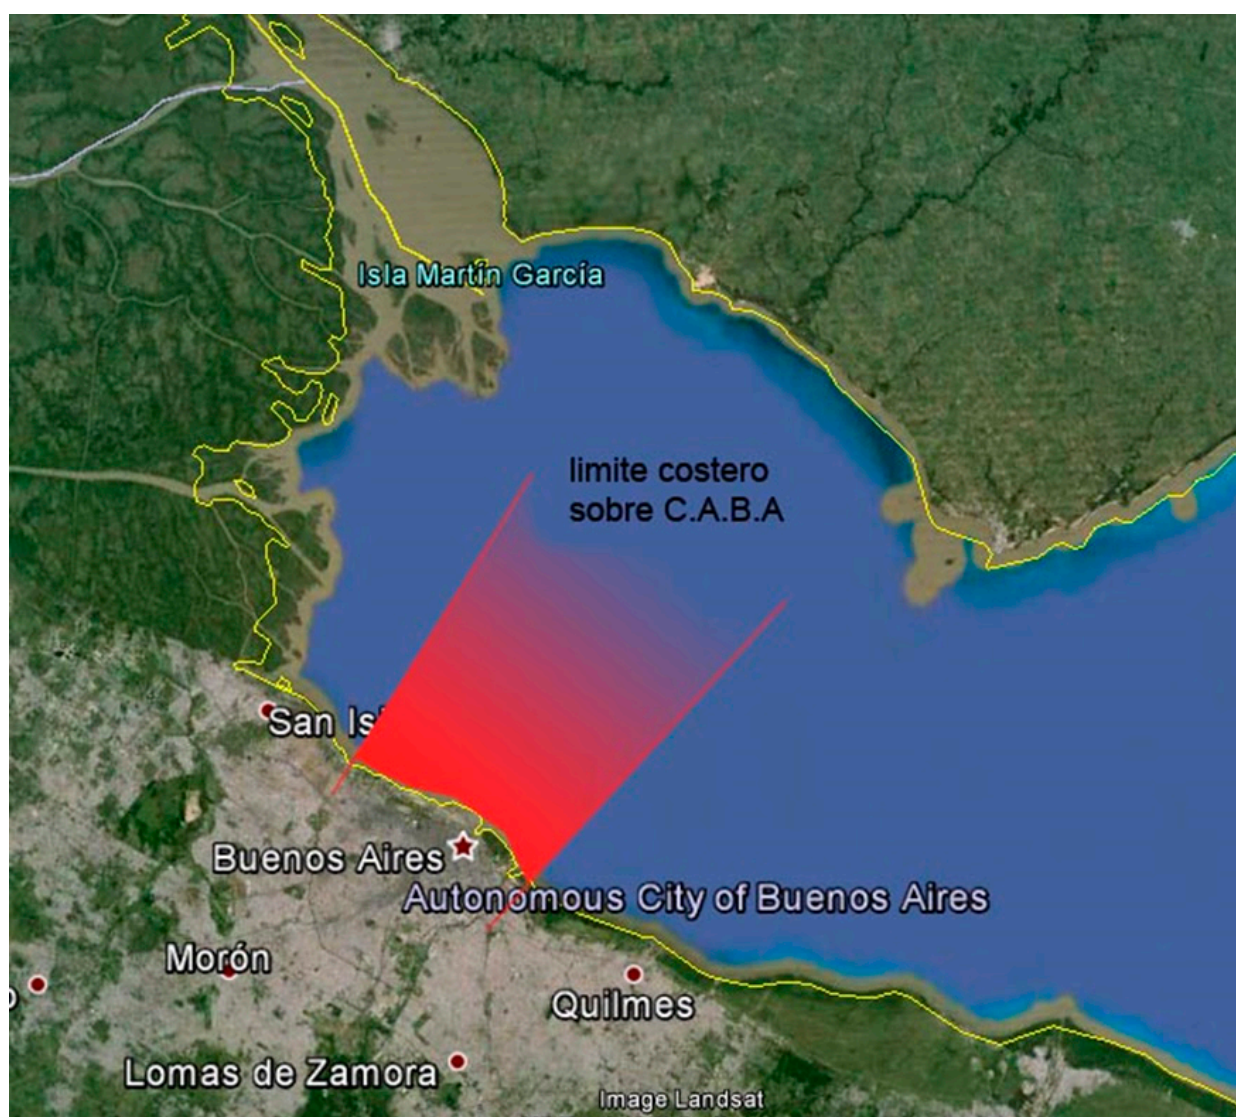 Isla Martín García
limite costero
sobre C.A.B.A
San Is
Buenos Aires
Autonomous City of Buenos Aires
Morón
Quilmes
Lomas de Zamora
Image Landsat